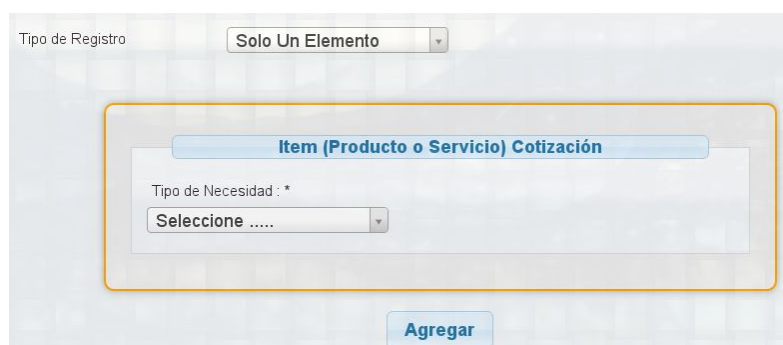 Tipo de Registro Solo Un Elemento
Item (Producto o Servicio) Cotización
Tipo de Necesidad : *
Seleccione .....
Agregar